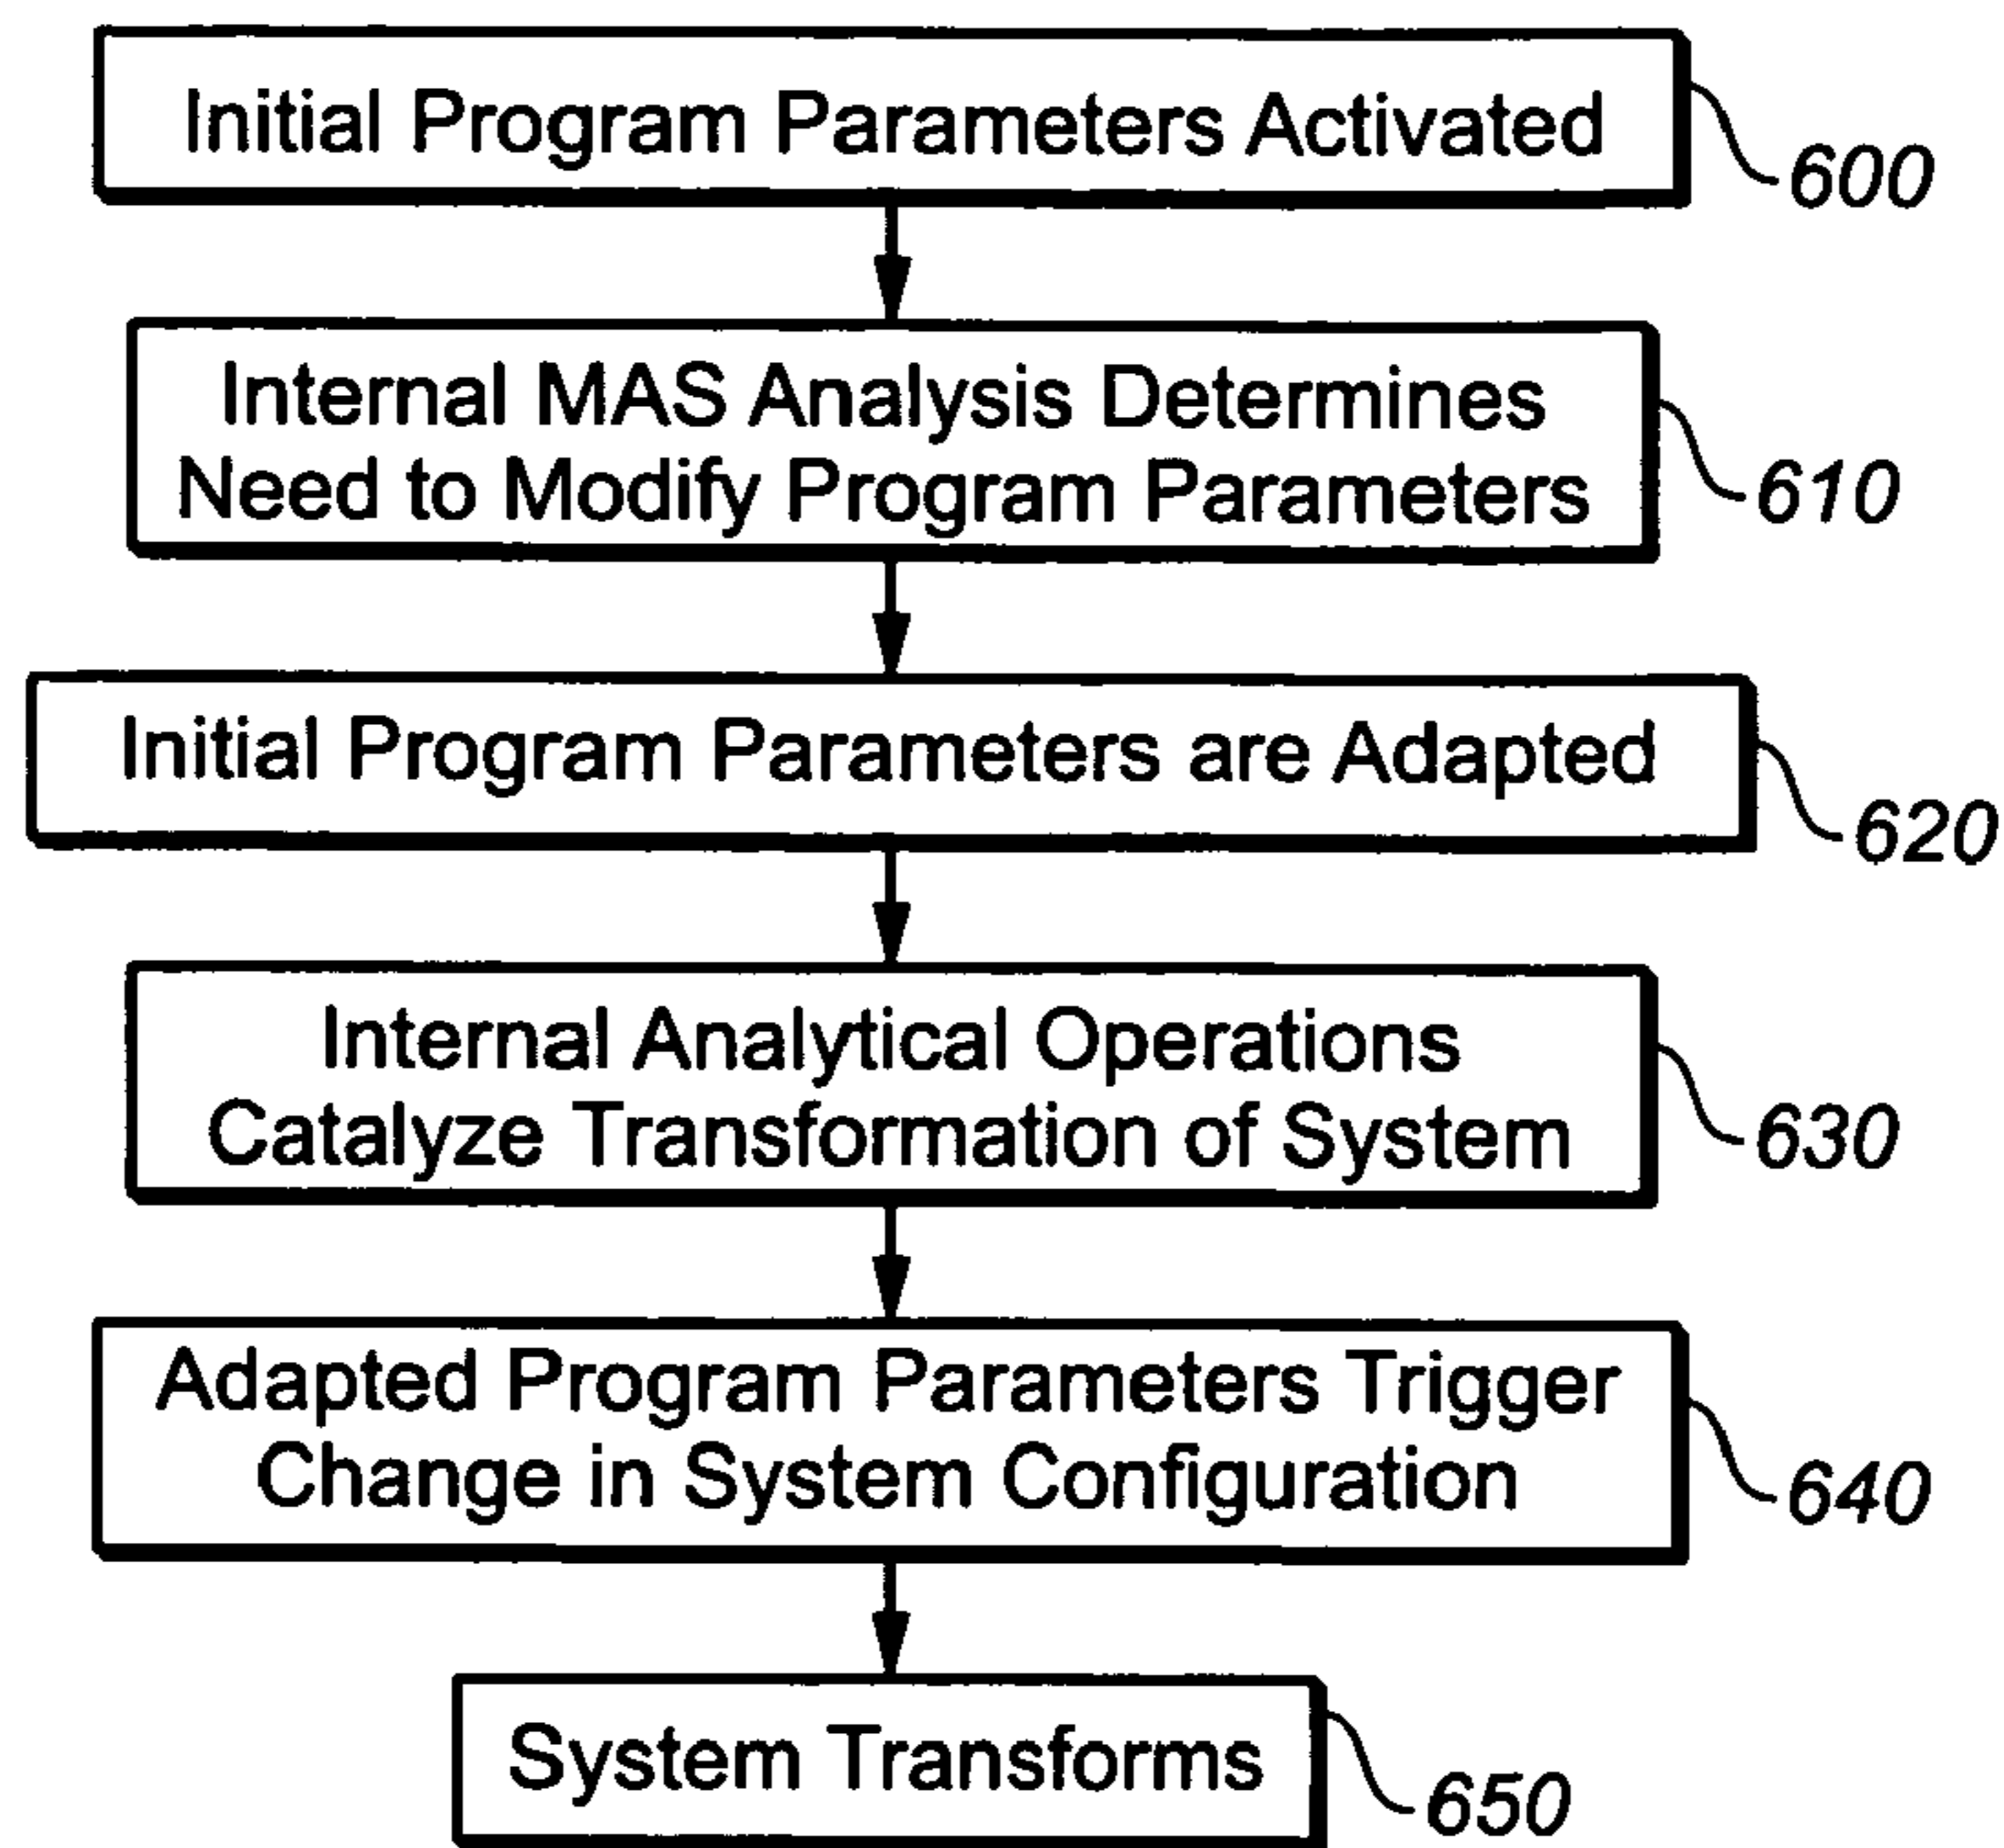 Initial Program Parameters Activated
600
Internal MAS Analysis Determines
Need to Modify Program Parameters
610
Initial Program Parameters are Adapted
620
Internal Analytical Operations
Catalyze Transformation of System
630
Adapted Program Parameters Trigger
Change in System Configuration
640
System Transforms
650